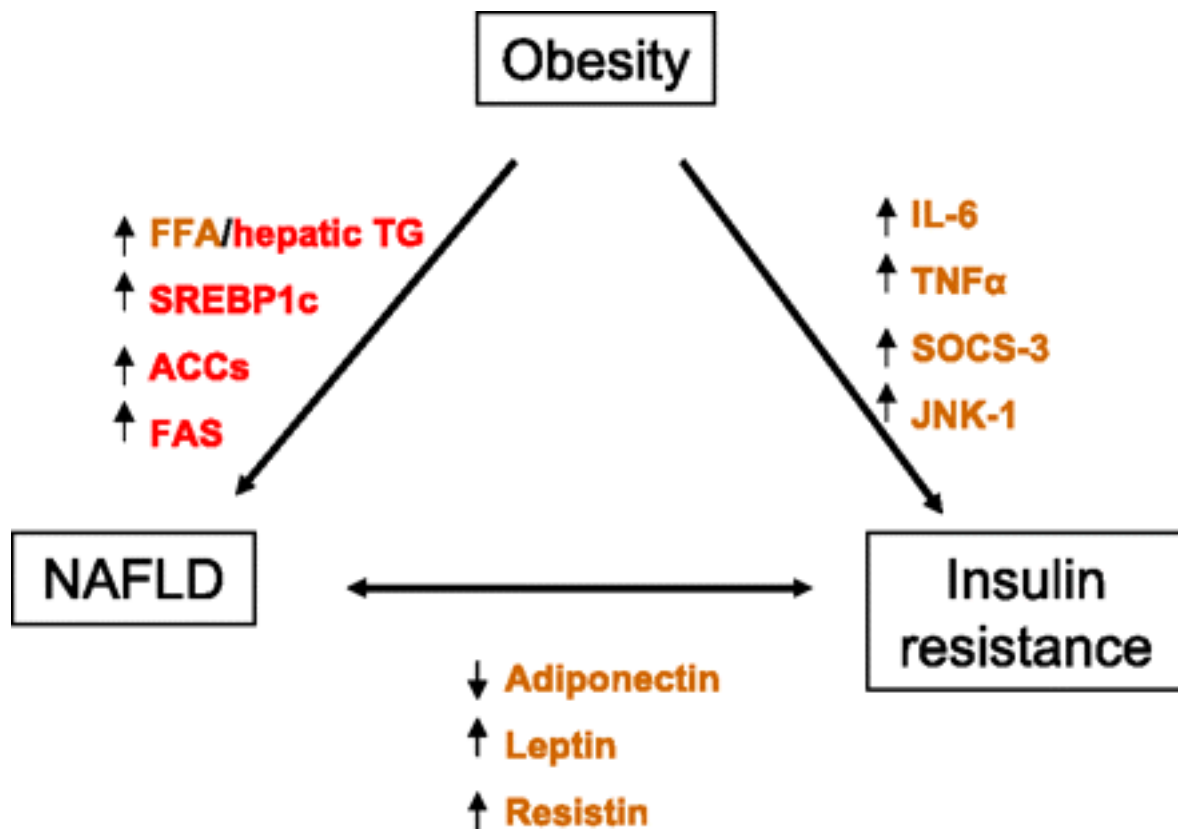 Obesity
FFA/hepatic TG
SREBP1c
ACCs
FAS
IL-6
TNFα
SOCS-3
JNK-1
NAFLD
Insulin
resistance
Adiponectin
Leptin
Resistin